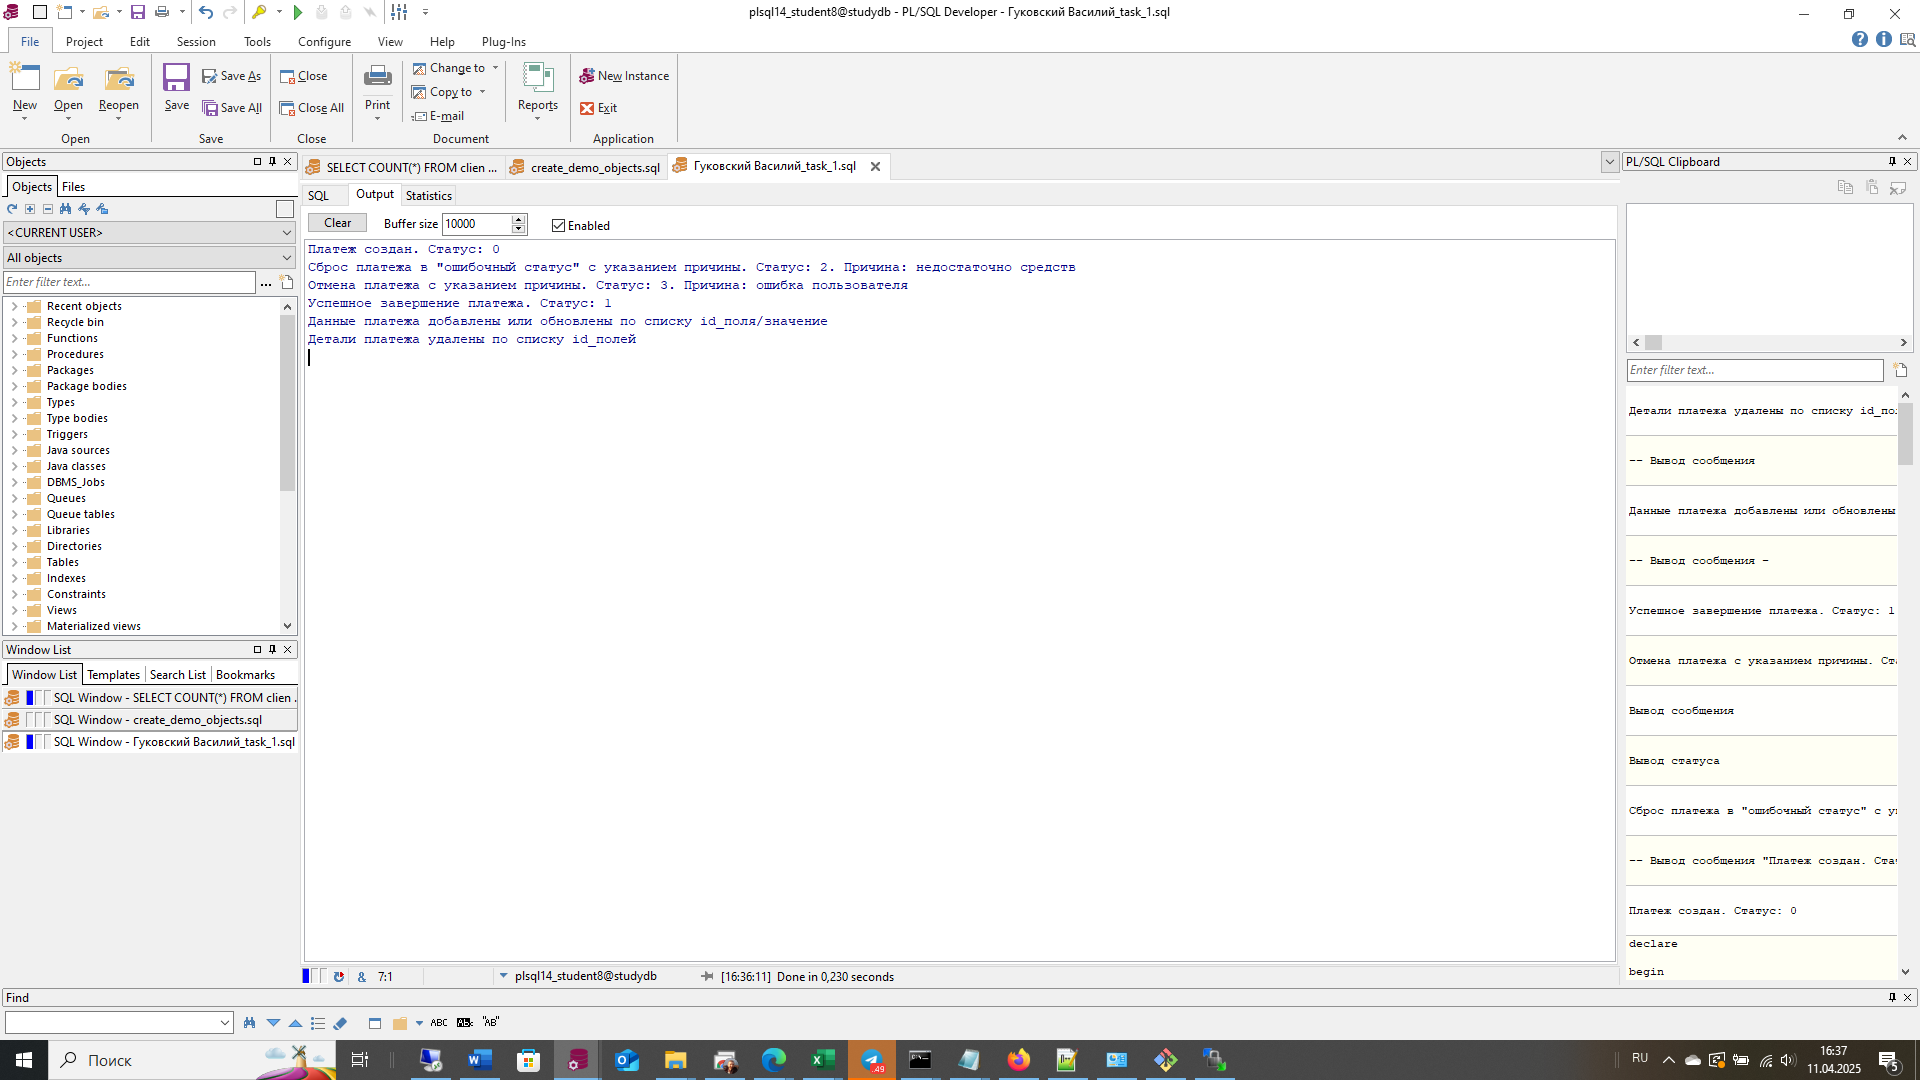 plsql14_student8@studydb - PL/SQL Developer - Гуковский Василий_task_1.sql
File Project Edit Session Tools Configure View Help Plug-Ins
New Open Reopen
Open
Save
Save As
Save All
Save
Close
Close All
Close
Print
Change to
Copy to
E-mail
Document
Reports
New Instance
Exit
Application
Objects
Objects Files
<CURRENT USER>
All objects
Enter filter text...
Recent objects
Recycle bin
Functions
Procedures
Packages
Package bodies
Types
Type bodies
Triggers
Java sources
Java classes
DBMS_Jobs
Queues
Queue tables
Libraries
Directories
Tables
Indexes
Constraints
Views
Materialized views
Window List
Window List Templates Search List Bookmarks
SQL Window - SELECT COUNT(*) FROM clien .
SQL Window - create_demo_objects.sql
SQL Window - Гуковский Василий_task_1.sql
SELECT COUNT(*) FROM clien ... create_demo_objects.sql Гуковский Василий_task_1.sql
SQL Output Statistics
Clear Buffer size 10000 Enabled
Платеж создан. Статус: 0
Сброс платежа в "ошибочный статус" с указанием причины. Статус: 2. Причина: недостаточно средств
Отмена платежа с указанием причины. Статус: 3. Причина: ошибка пользователя
Успешное завершение платежа. Статус: 1
Данные платежа добавлены или обновлены по списку id_поля/значение
Детали платежа удалены по списку id_полей
& 7:1 plsql14_student8@studydb [16:36:11] Done in 0,230 seconds
PL/SQL Clipboard
Enter filter text...
Детали платежа удалены по списку id_по
-- Вывод сообщения
Данные платежа добавлены или обновлены
-- Вывод сообщения -
Успешное завершение платежа. Статус: 1
Отмена платежа с указанием причины. Ст
Вывод сообщения
Вывод статуса
Сброс платежа в "ошибочный статус" с у
-- Вывод сообщения "Платеж создан. Ста
Платеж создан. Статус: 0
declare
begin
Find
ABC "AB"
Поиск
49
RU
16:37
11.04.2025
5